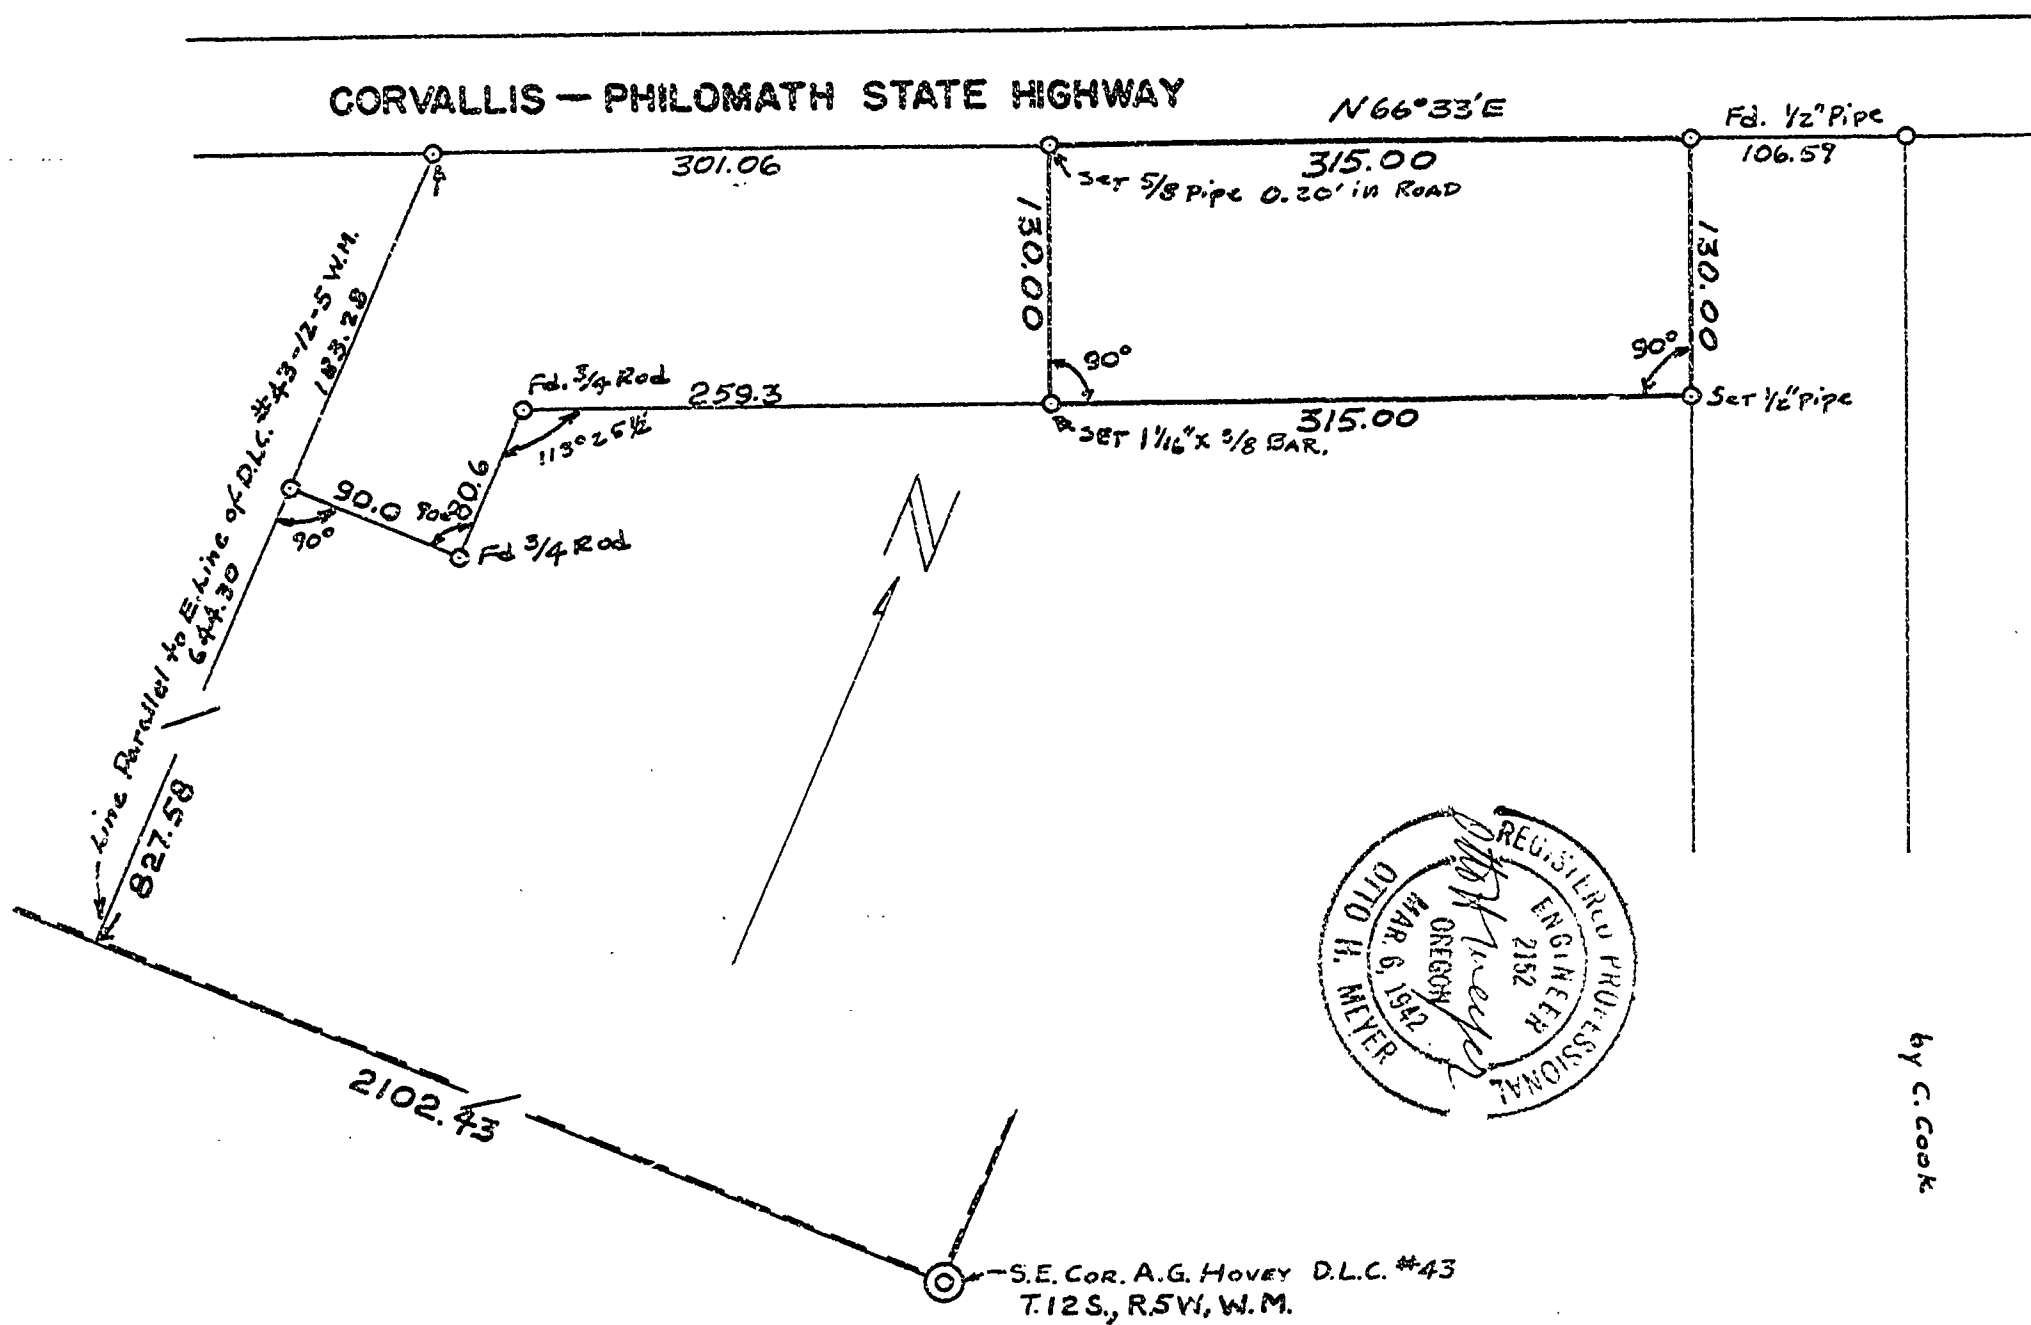 CORVALLIS — PHILOMATH STATE HIGHWAY
N 66°33'E
Fd. 1/2" Pipe
301.06
315.00
106.59
Set 5/8 Pipe 0.20' in ROAD
130.00
130.00
Line Parallel to E. Line of D.L.C. #43-12-5 W.M.
183.28
90°
90°
Fd. 3/4 Rod
259.3
315.00
Set 1/2" Pipe
SET 1 1/16" X 3/8 BAR.
113° 25 1/2'
80.6
90.0
90°
90°
Fd 3/4 Rod
N
644.30
827.58
2102.43
REGISTERED PROFESSIONAL
ENGINEER
2152
OREGON
MAR. 6, 1942
OTTO H. MEYER
Otto H Meyer
by C. Cook
S.E. COR. A.G. HOVEY D.L.C. #43
T.12S., R.5W, W.M.